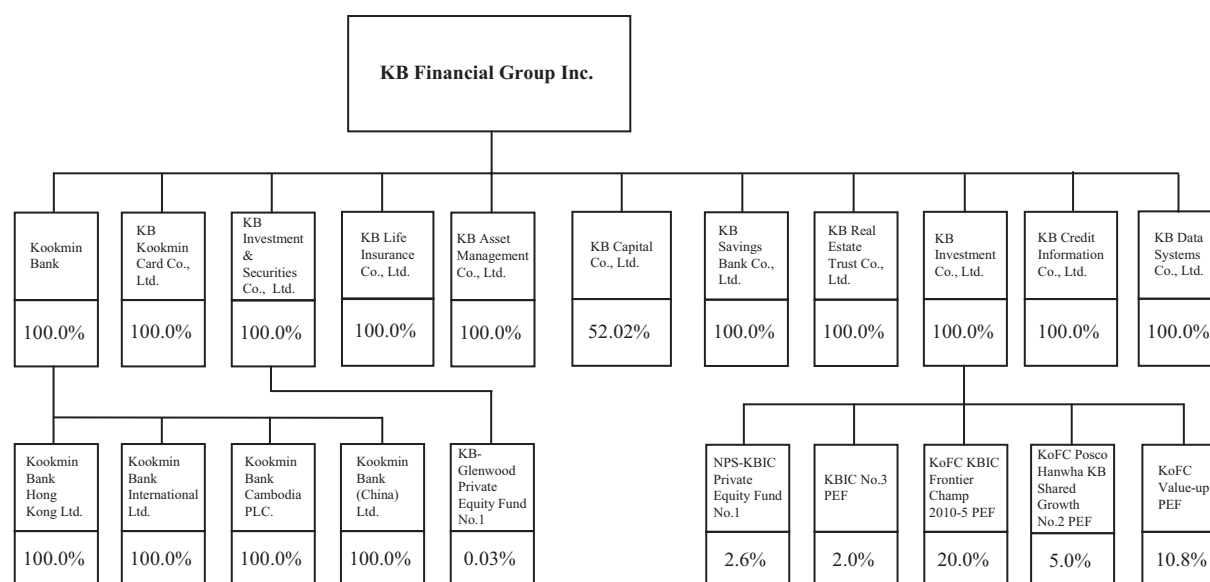 KB Financial Group Inc.
Kookmin
Bank
100.0%
KB
Kookmin
Card Co.,
Ltd.
100.0%
KB
Investment
&
Securities
Co., Ltd.
100.0%
KB Life
Insurance
Co., Ltd.
100.0%
KB Asset
Management
Co., Ltd.
100.0%
KB Capital
Co., Ltd.
52.02%
KB
Savings
Bank Co.,
Ltd.
100.0%
KB Real
Estate
Trust Co.,
Ltd.
100.0%
KB
Investment
Co., Ltd.
100.0%
KB Credit
Information
Co., Ltd.
100.0%
KB Data
Systems
Co., Ltd.
100.0%
Kookmin
Bank
Hong
Kong Ltd.
100.0%
Kookmin
Bank
International
Ltd.
100.0%
Kookmin
Bank
Cambodia
PLC.
100.0%
Kookmin
Bank
(China)
Ltd.
100.0%
KB-
Glenwood
Private
Equity Fund
No.1
0.03%
NPS-KBIC
Private
Equity Fund
No.1
2.6%
KBIC No.3
PEF
2.0%
KoFC KBIC
Frontier
Champ
2010-5 PEF
20.0%
KoFC Posco
Hanwha KB
Shared
Growth
No.2 PEF
5.0%
KoFC
Value-up
PEF
10.8%